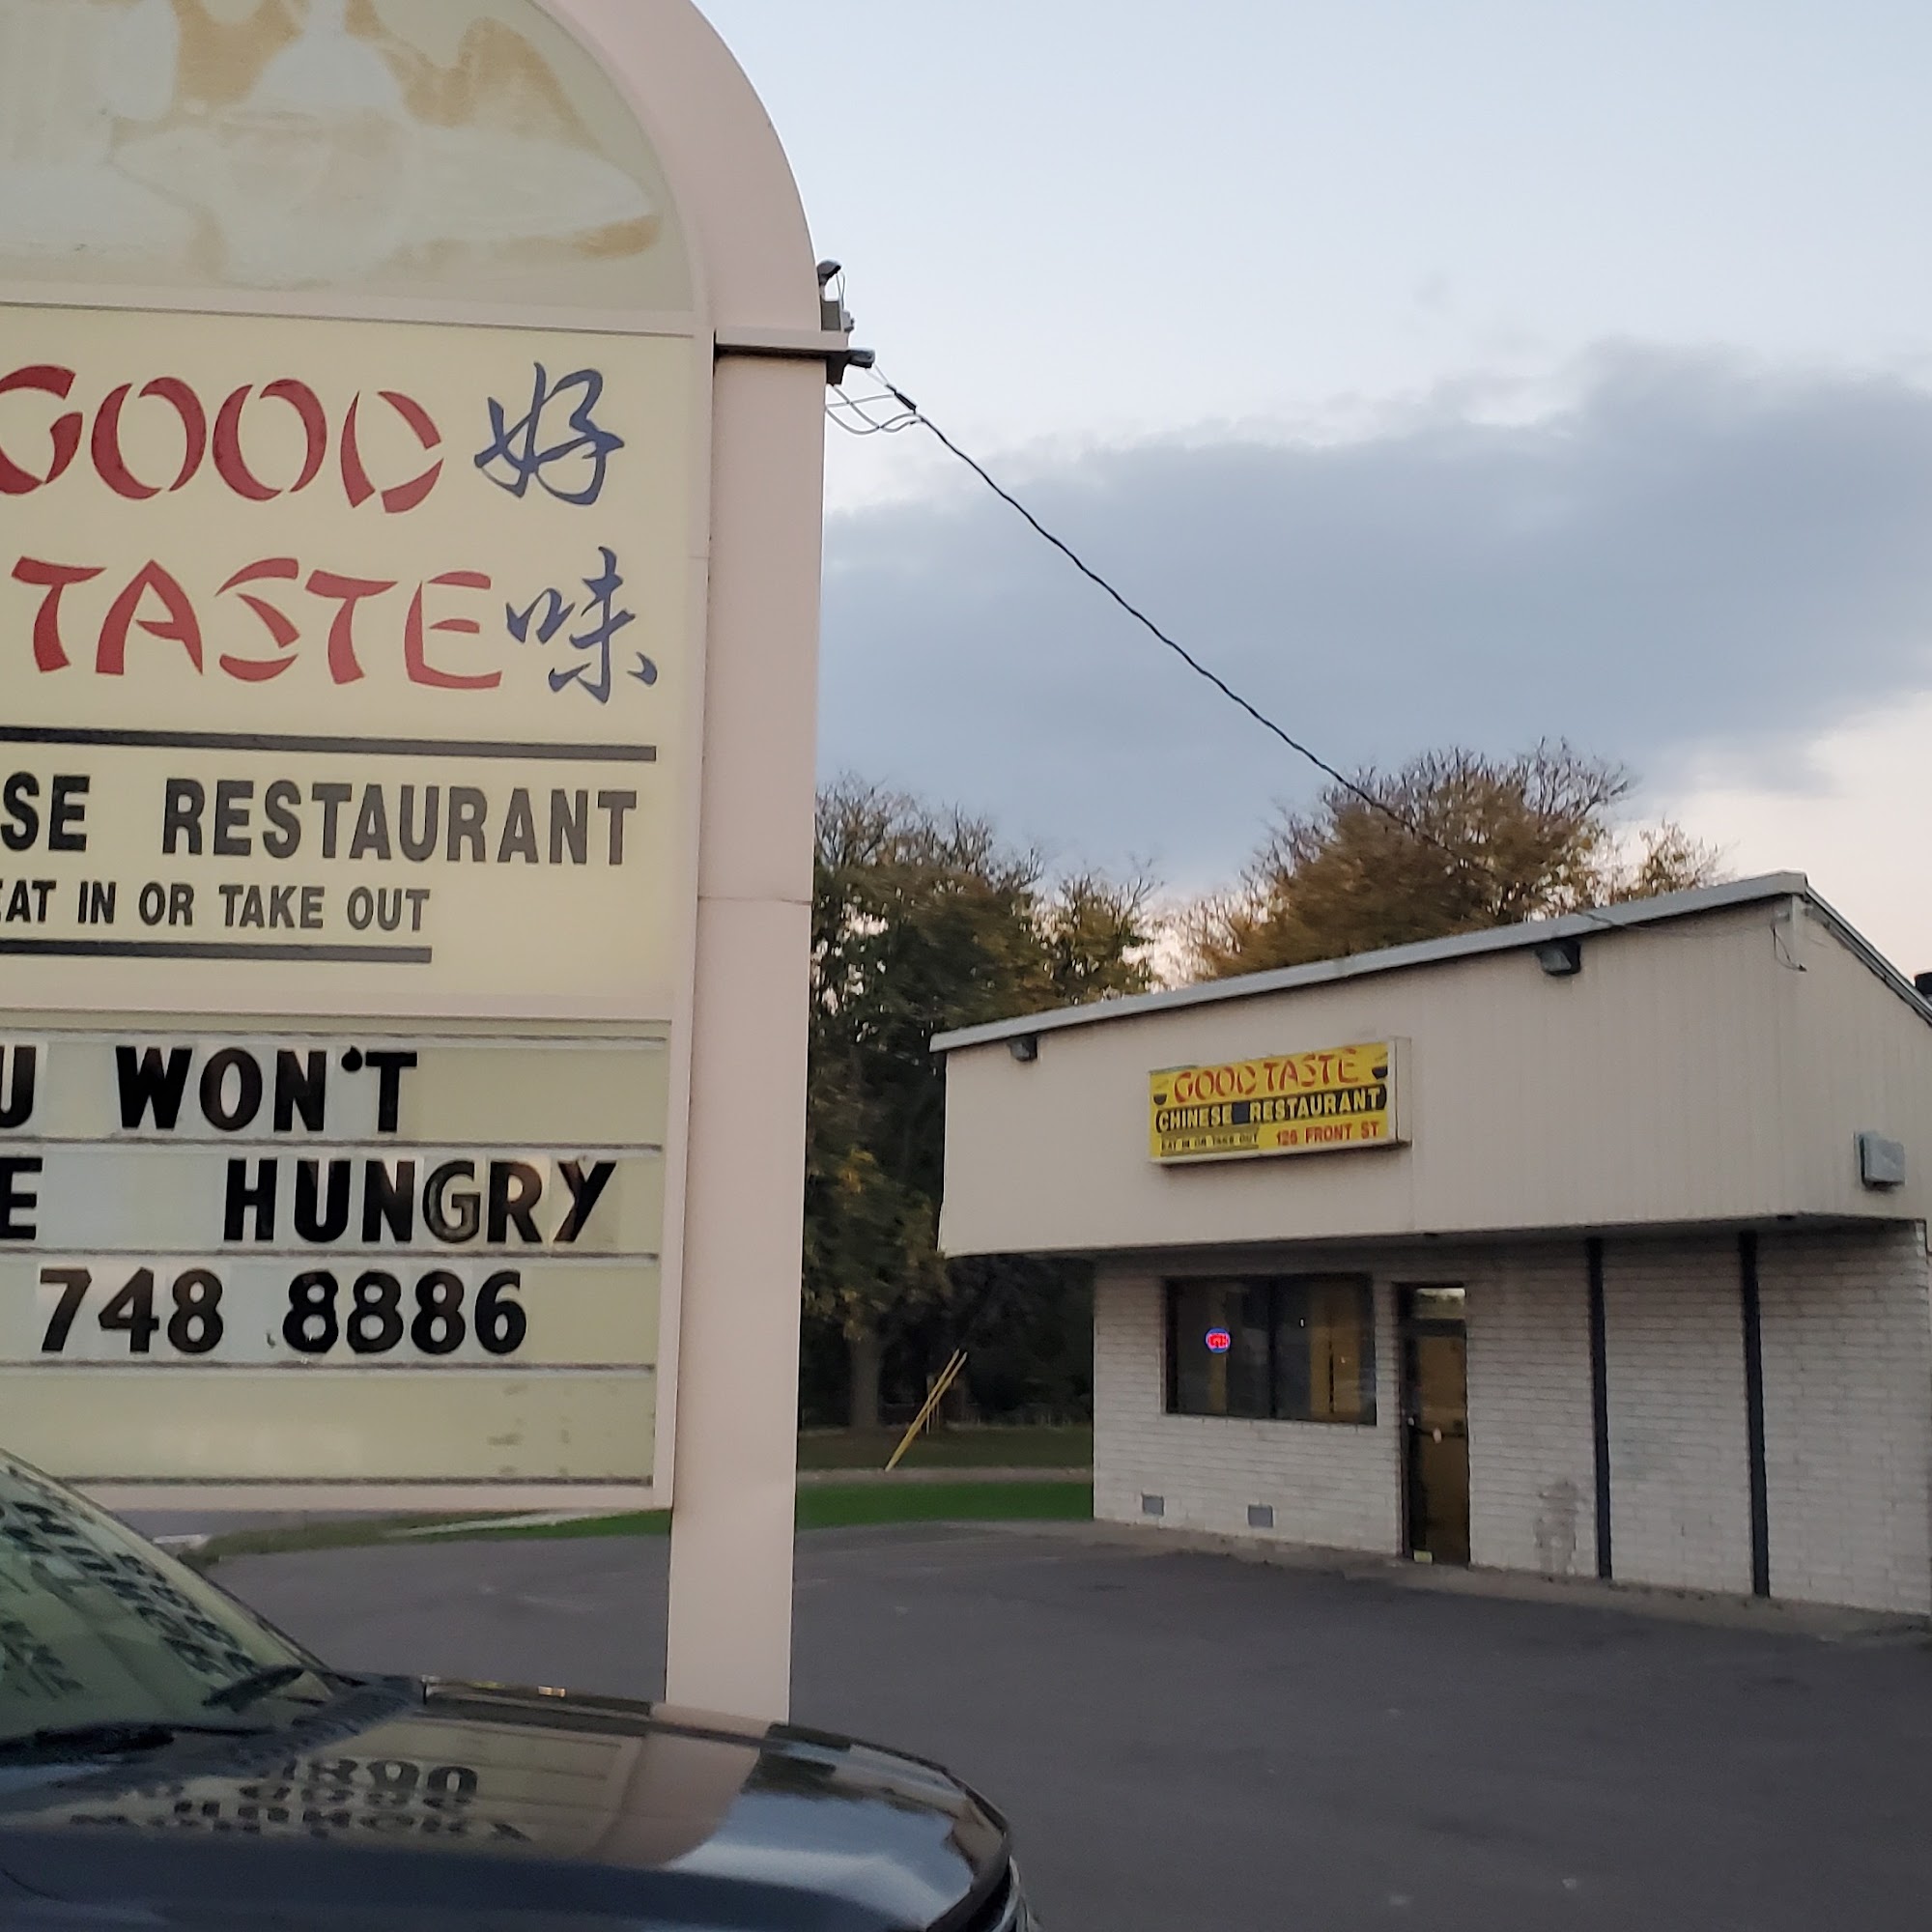 GOOD 好
TASTE 味
SE RESTAURANT
EAT IN OR TAKE OUT
U WON'T
E HUNGRY
748 8886
GOOD TASTE
CHINESE RESTAURANT
EAT IN OR TAKE OUT 126 FRONT ST